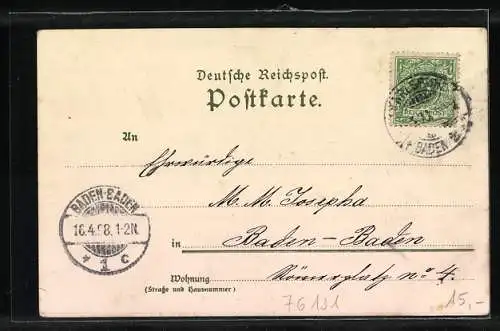 Deutsche Reichspost.
Postkarte.
An
Ehrwürdige
M. M. Josepha
in Baden-Baden
Wohnung Römerplatz no 4.
(Straße und Hausnummer)
BADEN-BADEN
16.4.98.1-2N.
* 1 c
BADEN
76191
15,-